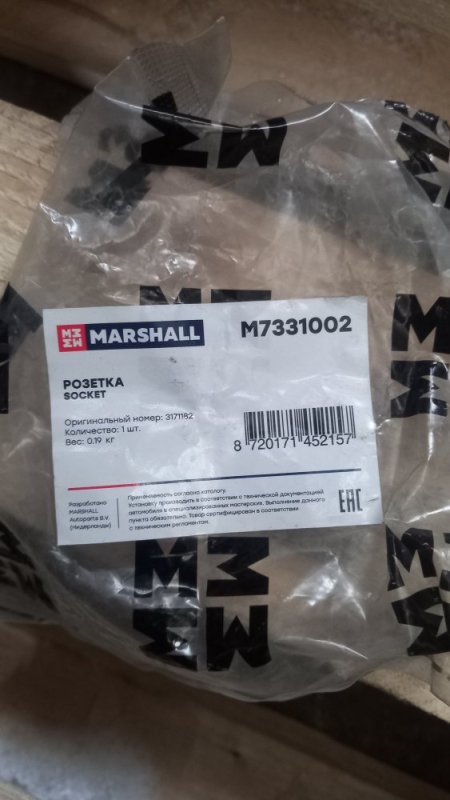 MARSHALL
M7331002
РОЗЕТКА
SOCKET
Оригинальный номер: 3171182
Количество: 1 шт.
Вес: 0.19 кг
8 720171 452157
Разработано
MARSHALL
Autoparts B.V.
(Нидерланды)
Применяемость согласно каталогу.
Установку производить в соответствии с технической документацией
автомобиля в специализированных мастерских. Выполнение данного
пункта обязательно. Товар сертифицирован в соответствии
с техническим регламентом.
EAC